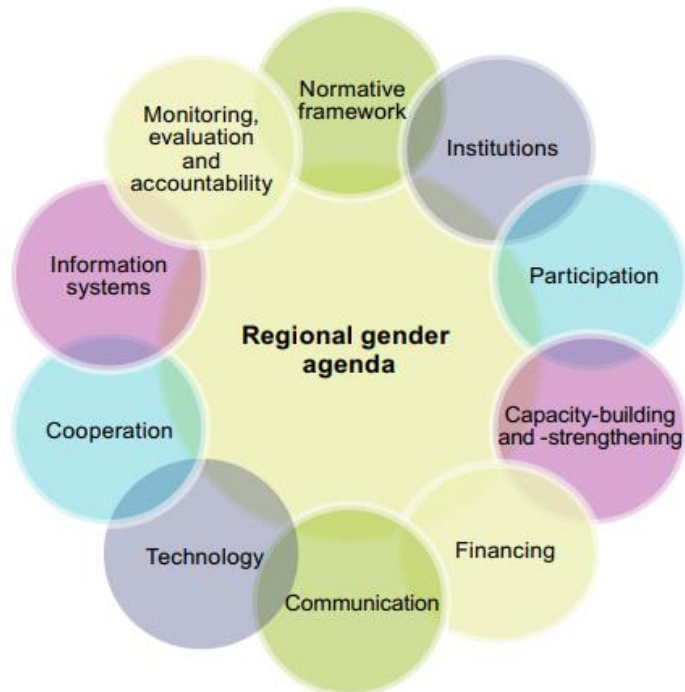 Normative
framework
Institutions
Participation
Capacity-building
and -strengthening
Financing
Communication
Technology
Cooperation
Information
systems
Monitoring,
evaluation
and
accountability
Regional gender
agenda